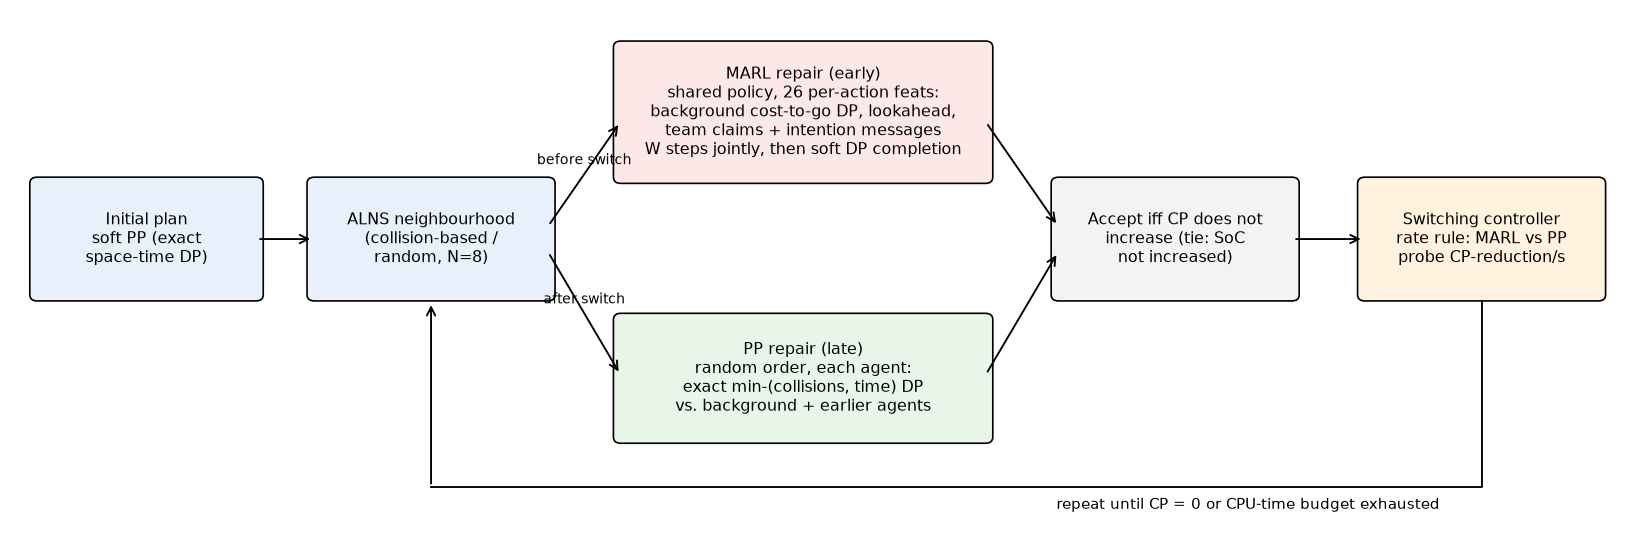 Initial plan
soft PP (exact
space-time DP)
ALNS neighbourhood
(collision-based /
random, N=8)
before switch
after switch
MARL repair (early)
shared policy, 26 per-action feats:
background cost-to-go DP, lookahead,
team claims + intention messages
W steps jointly, then soft DP completion
PP repair (late)
random order, each agent:
exact min-(collisions, time) DP
vs. background + earlier agents
Accept iff CP does not
increase (tie: SoC
not increased)
Switching controller
rate rule: MARL vs PP
probe CP-reduction/s
repeat until CP = 0 or CPU-time budget exhausted